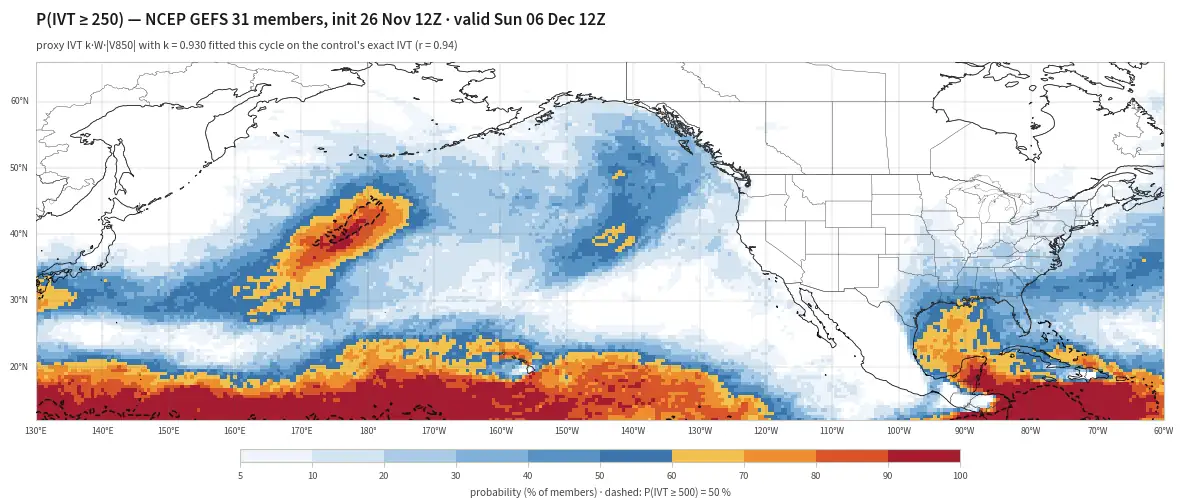 P(IVT ≥ 250) — NCEP GEFS 31 members, init 26 Nov 12Z · valid Sun 06 Dec 12Z
proxy IVT k·W·|V850| with k = 0.930 fitted this cycle on the control's exact IVT (r = 0.94)
60°N
50°N
40°N
30°N
20°N
130°E 140°E 150°E 160°E 170°E 180° 170°W 160°W 150°W 140°W 130°W 120°W 110°W 100°W 90°W 80°W 70°W 60°W
5 10 20 30 40 50 60 70 80 90 100
probability (% of members) · dashed: P(IVT ≥ 500) = 50 %